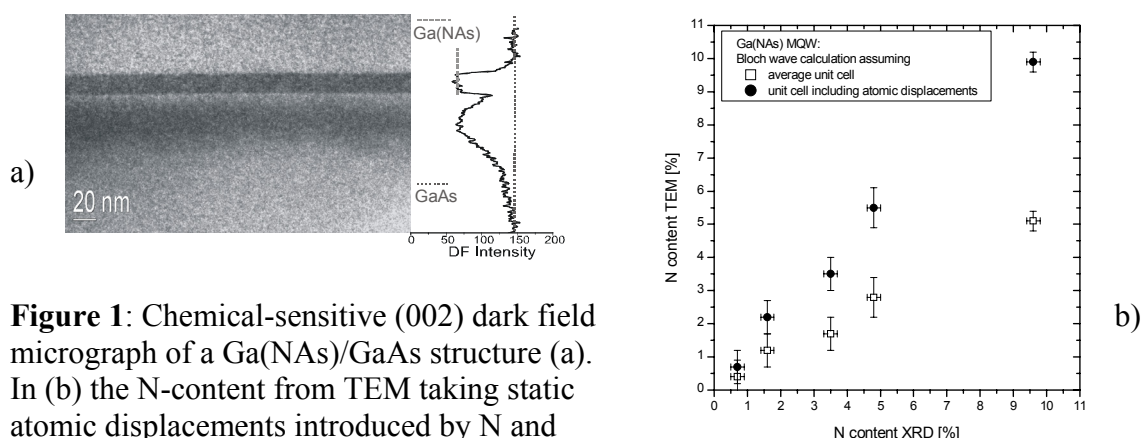 a)
Ga(NAs)
GaAs
20 nm
0 50 100 150 200
DF Intensity
Figure 1: Chemical-sensitive (002) dark field
micrograph of a Ga(NAs)/GaAs structure (a).
In (b) the N-content from TEM taking static
atomic displacements introduced by N and
b)
Ga(NAs) MQW:
Bloch wave calculation assuming
average unit cell
unit cell including atomic displacements
N content TEM [%]
11
10
9
8
7
6
5
4
3
2
1
0
0 1 2 3 4 5 6 7 8 9 10 11
N content XRD [%]